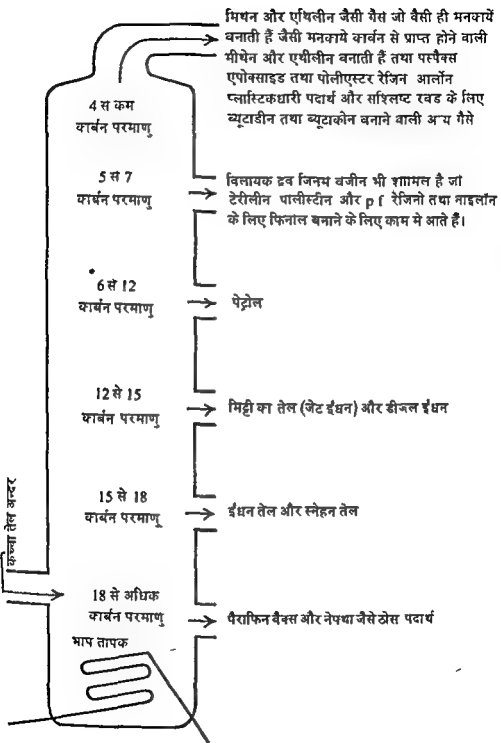 मिथेन और एथिलीन जैसी गैसे जो वैसी ही मनकायें
बनाती हैं जैसी मनकाये कार्बन से प्राप्त होने वाली
मीथेन और एथीलीन बनाती हैं तथा पर्स्पैक्स
एपोक्साइड तथा पोलीएस्टर रेजिन आर्लोन
प्लास्टिकधारी पदार्थ और सश्लिष्ट रबड के लिए
ब्यूटाडीन तथा ब्यूटाकोन बनाने वाली अन्य गैसे
4 से कम
कार्बन परमाणु
5 से 7
कार्बन परमाणु
विलायक द्रव जिनमे बेंजीन भी शामिल है जो
टेरीलीन पालीस्टीन और p f रेजिनो तथा नाइलॉन
के लिए फिनॉल बनाने के लिए काम मे आते हैं।
6 से 12
कार्बन परमाणु
पेट्रोल
12 से 15
कार्बन परमाणु
मिट्टी का तेल (जेट ईंधन) और डीजल ईंधन
15 से 18
कार्बन परमाणु
ईंधन तेल और स्नेहन तेल
कच्चा तेल अन्दर
18 से अधिक
कार्बन परमाणु
पैराफिन वैक्स और नेफ्था जैसे ठोस पदार्थ
भाप तापक